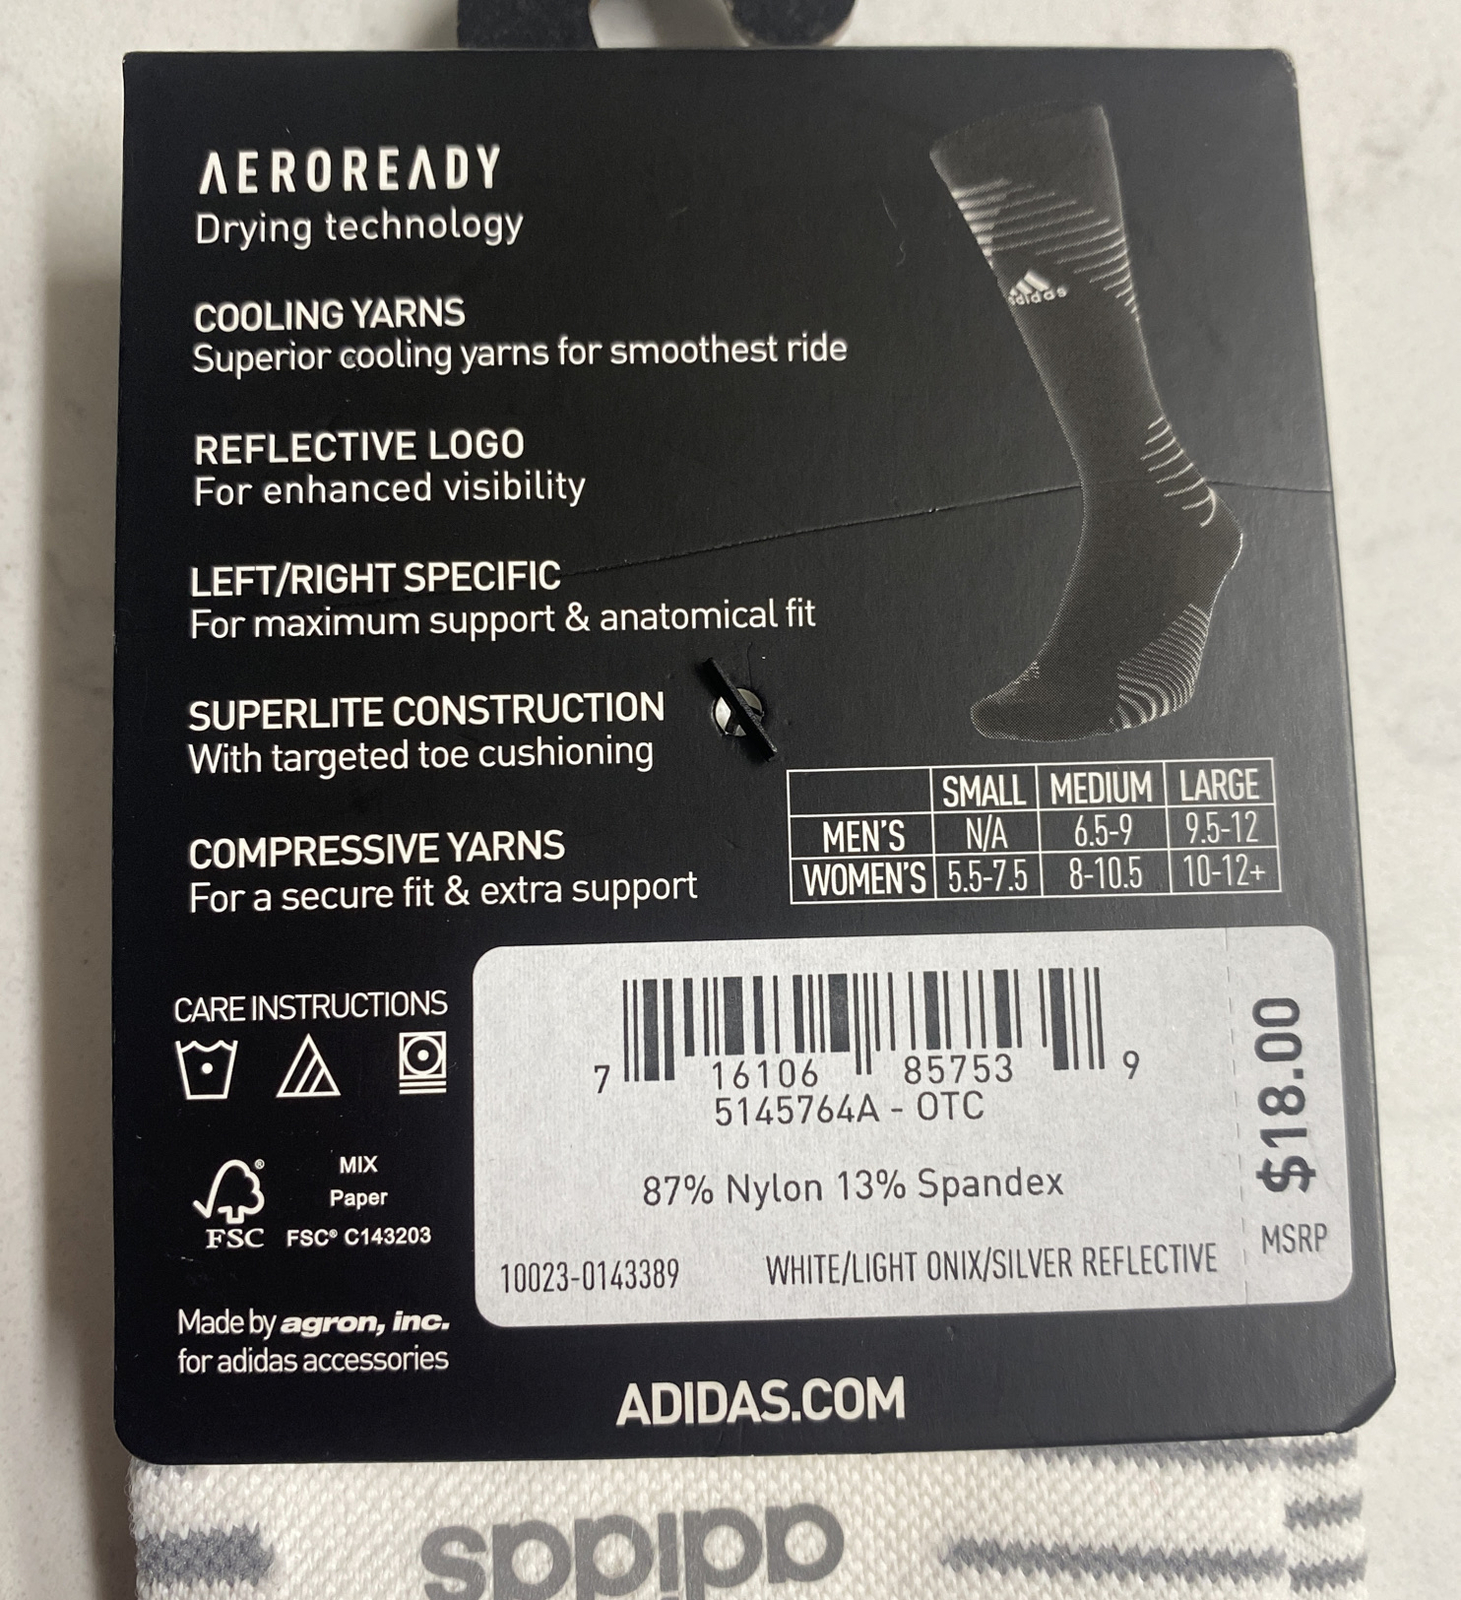 AEROREADY
Drying technology
COOLING YARNS
Superior cooling yarns for smoothest ride
REFLECTIVE LOGO
For enhanced visibility
LEFT/RIGHT SPECIFIC
For maximum support & anatomical fit
SUPERLITE CONSTRUCTION
With targeted toe cushioning
COMPRESSIVE YARNS
For a secure fit & extra support
adidas
SMALL MEDIUM LARGE
MEN'S N/A 6.5-9 9.5-12
WOMEN'S 5.5-7.5 8-10.5 10-12+
CARE INSTRUCTIONS
FSC®
MIX
Paper
FSC® C143203
Made by agron, inc.
for adidas accessories
7 16106 85753 9
5145764A - OTC
87% Nylon 13% Spandex
10023-0143389 WHITE/LIGHT ONIX/SILVER REFLECTIVE
$18.00
MSRP
ADIDAS.COM
adidas